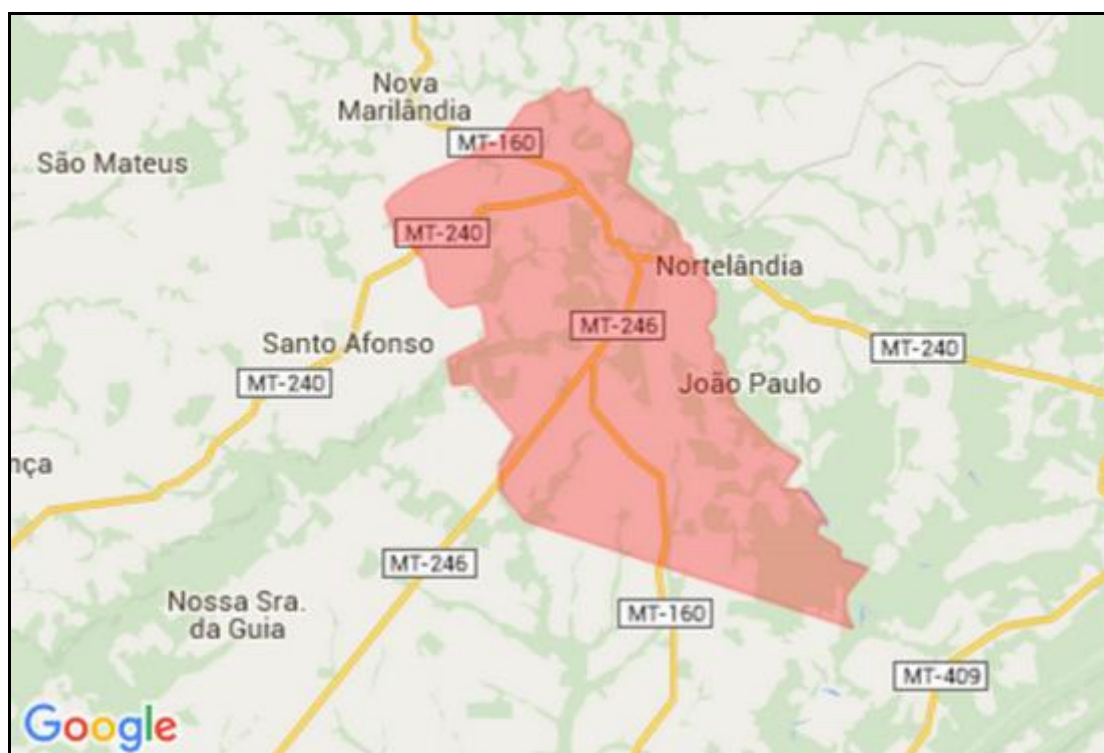 Nova
Marilândia
MT-160
São Mateus
MT-240
Nortelândia
MT-246
Santo Afonso
MT-240
MT-240
João Paulo
nça
MT-246
Nossa Sra.
da Guia
MT-160
MT-409
Google